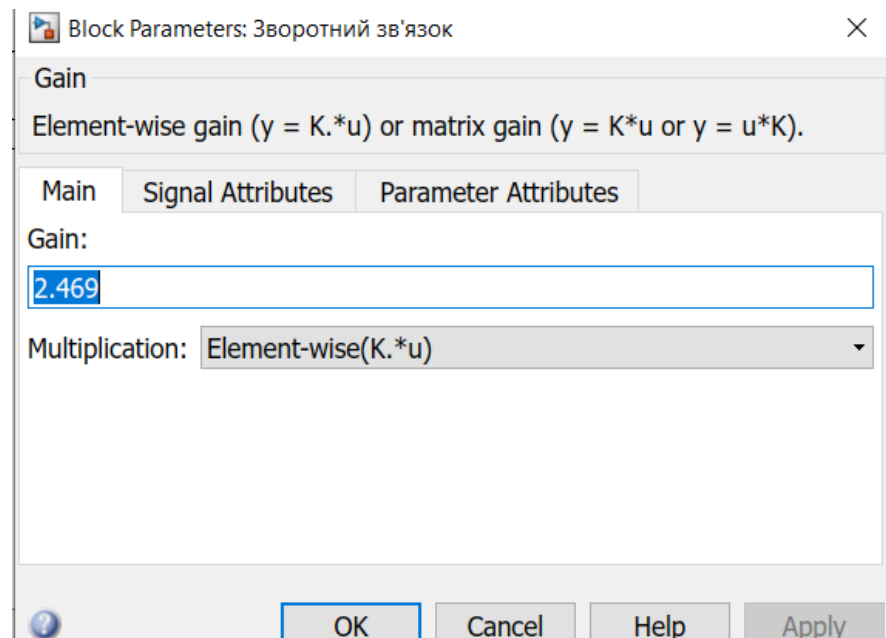 Block Parameters: Зворотний зв'язок
Gain
Element-wise gain (y = K.*u) or matrix gain (y = K*u or y = u*K).
Main Signal Attributes Parameter Attributes
Gain:
2.469
Multiplication: Element-wise(K.*u)
OK Cancel Help Apply